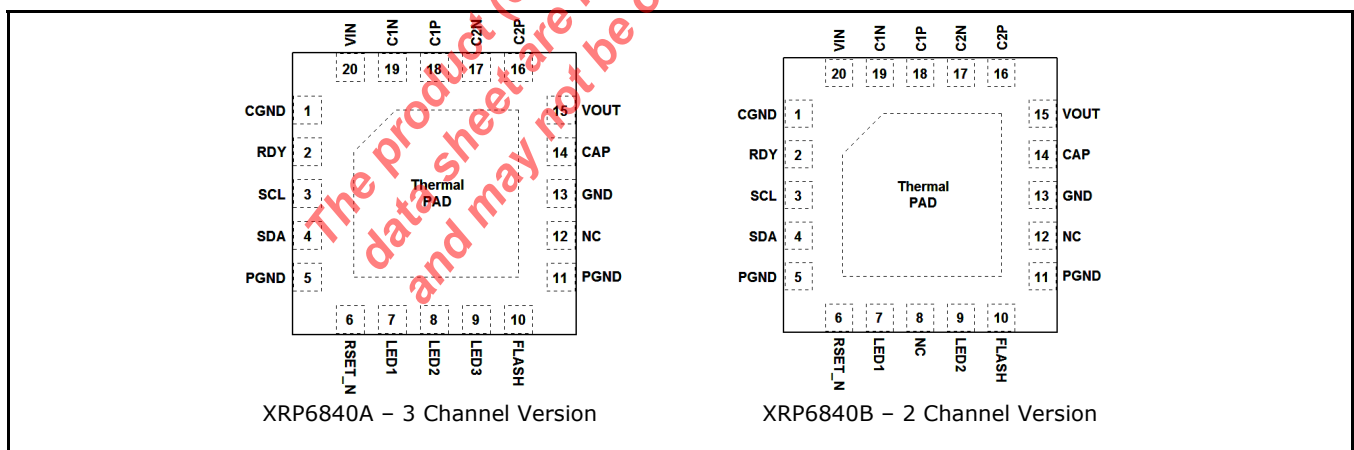 VIN C1N C1P C2N C2P
20 19 18 17 16
CGND 1
RDY 2
SCL 3
SDA 4
PGND 5
15 VOUT
14 CAP
13 GND
12 NC
11 PGND
Thermal
PAD
6 7 8 9 10
RSET_N LED1 LED2 LED3 FLASH
XRP6840A – 3 Channel Version
VIN C1N C1P C2N C2P
20 19 18 17 16
CGND 1
RDY 2
SCL 3
SDA 4
PGND 5
15 VOUT
14 CAP
13 GND
12 NC
11 PGND
Thermal
PAD
6 7 8 9 10
RSET_N LED1 NC LED2 FLASH
XRP6840B – 2 Channel Version
The product
data sheet are
and may not be